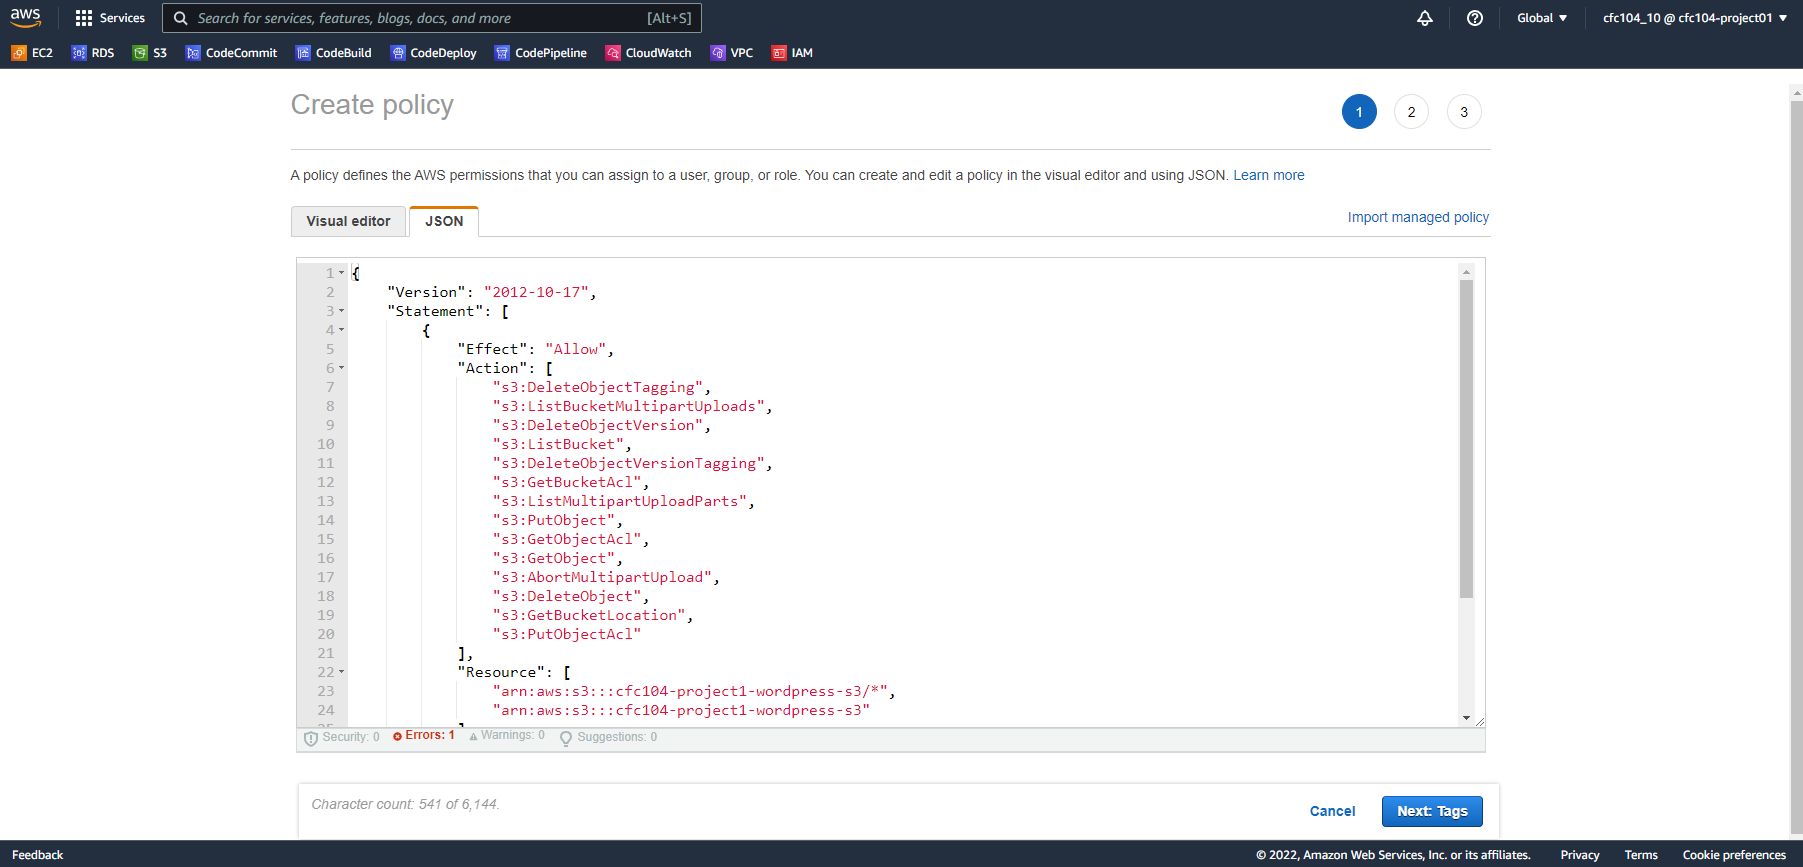 aws Services Search for services, features, blogs, docs, and more [Alt+S] Global cfc104_10 @ cfc104-project01
EC2 RDS S3 CodeCommit CodeBuild CodeDeploy CodePipeline CloudWatch VPC IAM
Create policy 1 2 3
A policy defines the AWS permissions that you can assign to a user, group, or role. You can create and edit a policy in the visual editor and using JSON. Learn more
Visual editor JSON Import managed policy
1 {
2 "Version": "2012-10-17",
3 "Statement": [
4 {
5 "Effect": "Allow",
6 "Action": [
7 "s3:DeleteObjectTagging",
8 "s3:ListBucketMultipartUploads",
9 "s3:DeleteObjectVersion",
10 "s3:ListBucket",
11 "s3:DeleteObjectVersionTagging",
12 "s3:GetBucketAcl",
13 "s3:ListMultipartUploadParts",
14 "s3:PutObject",
15 "s3:GetObjectAcl",
16 "s3:GetObject",
17 "s3:AbortMultipartUpload",
18 "s3:DeleteObject",
19 "s3:GetBucketLocation",
20 "s3:PutObjectAcl"
21 ],
22 "Resource": [
23 "arn:aws:s3:::cfc104-project1-wordpress-s3/*",
24 "arn:aws:s3:::cfc104-project1-wordpress-s3"
25 ]
Security: 0 Errors: 1 Warnings: 0 Suggestions: 0
Character count: 541 of 6,144.
Cancel Next: Tags
Feedback © 2022, Amazon Web Services, Inc. or its affiliates. Privacy Terms Cookie preferences